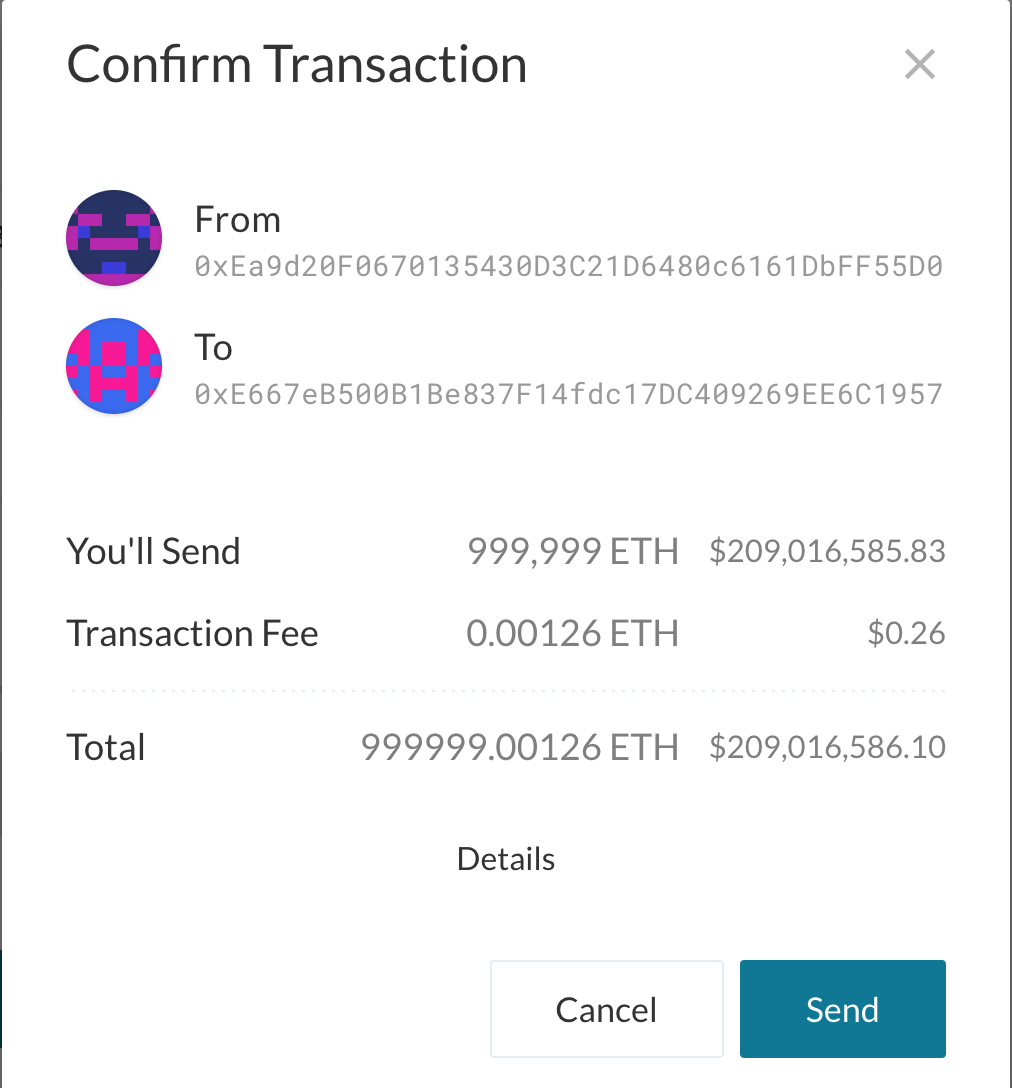 Confirm Transaction
From
0xEa9d20F0670135430D3C21D6480c6161DbFF55D0
To
0xE667eB500B1Be837F14fdc17DC409269EE6C1957
You'll Send 999,999 ETH $209,016,585.83
Transaction Fee 0.00126 ETH $0.26
Total 999999.00126 ETH $209,016,586.10
Details
Cancel Send